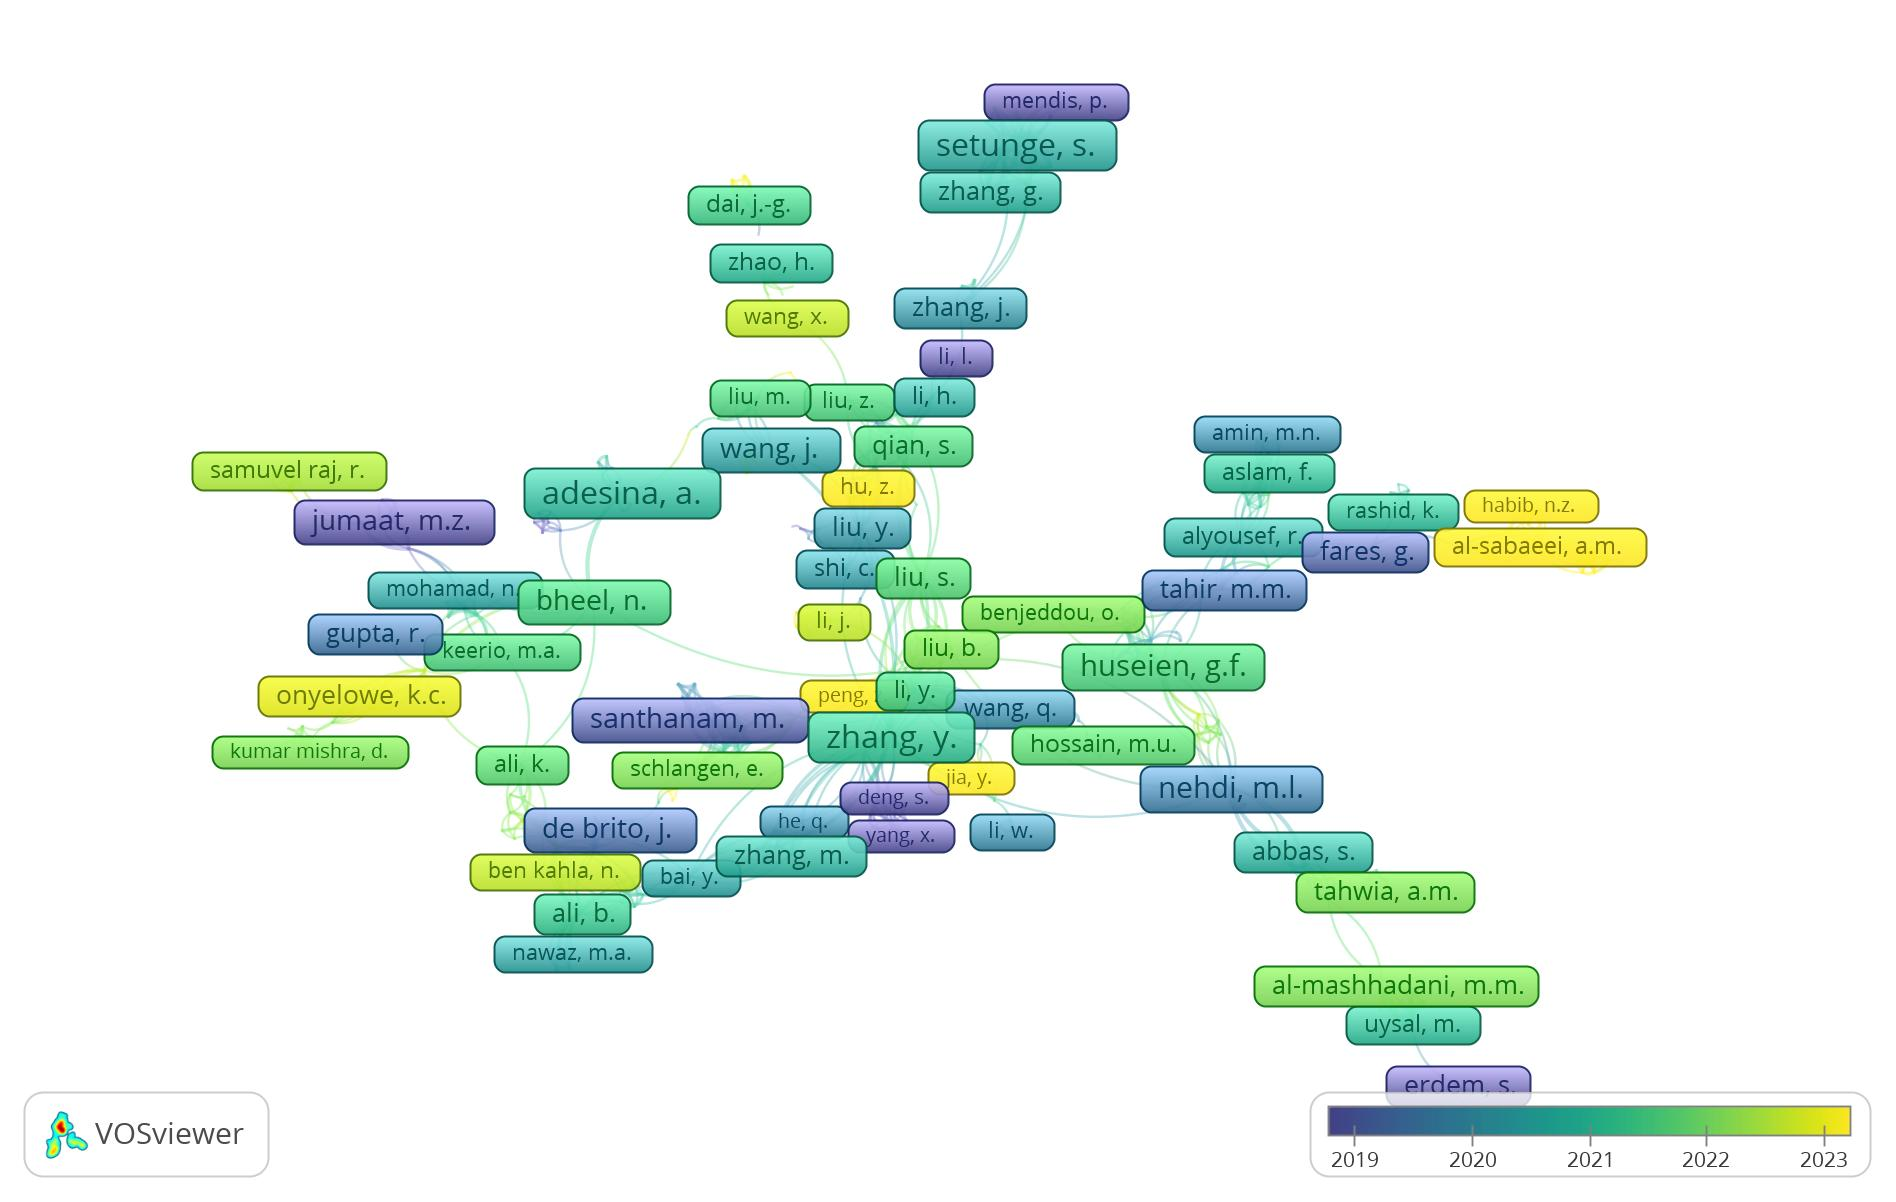 mendis, p.
setunge, s.
zhang, g.
dai, j.-g.
zhao, h.
zhang, j.
wang, x.
li, l.
liu, m.
liu, z.
li, h.
wang, j.
qian, s.
amin, m.n.
samuvel raj, r.
aslam, f.
adesina, a.
hu, z.
jumaat, m.z.
rashid, k.
habib, n.z.
liu, y.
alyousef, r.
fares, g.
al-sabaeei, a.m.
shi, c.
liu, s.
mohamad, n.
bheel, n.
tahir, m.m.
benjeddou, o.
li, j.
gupta, r.
keerio, m.a.
liu, b.
huseien, g.f.
onyelowe, k.c.
peng,
li, y.
santhanam, m.
wang, q.
zhang, y.
hossain, m.u.
kumar mishra, d.
ali, k.
schlangen, e.
jia, y.
nehdi, m.l.
deng, s.
he, q.
de brito, j.
yang, x.
li, w.
zhang, m.
abbas, s.
ben kahla, n.
bai, y.
tahwia, a.m.
ali, b.
nawaz, m.a.
al-mashhadani, m.m.
uysal, m.
erdem, s.
VOSviewer
2019 2020 2021 2022 2023